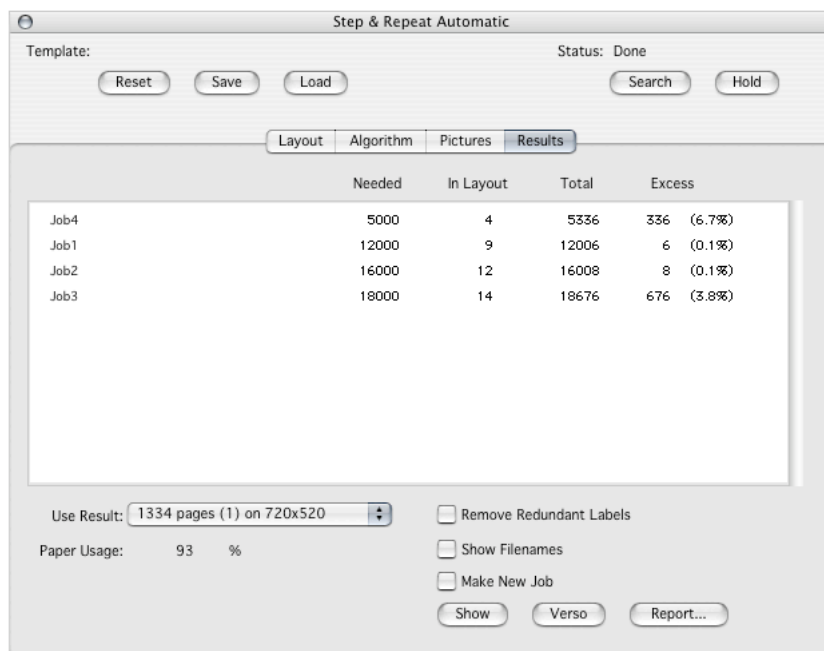 Step & Repeat Automatic
Template: Status: Done
Reset Save Load Search Hold
Layout Algorithm Pictures Results
Needed In Layout Total Excess
Job4 5000 4 5336 336 (6.7%)
Job1 12000 9 12006 6 (0.1%)
Job2 16000 12 16008 8 (0.1%)
Job3 18000 14 18676 676 (3.8%)
Use Result: 1334 pages (1) on 720x520 Remove Redundant Labels
Paper Usage: 93 % Show Filenames
Make New Job
Show Verso Report...